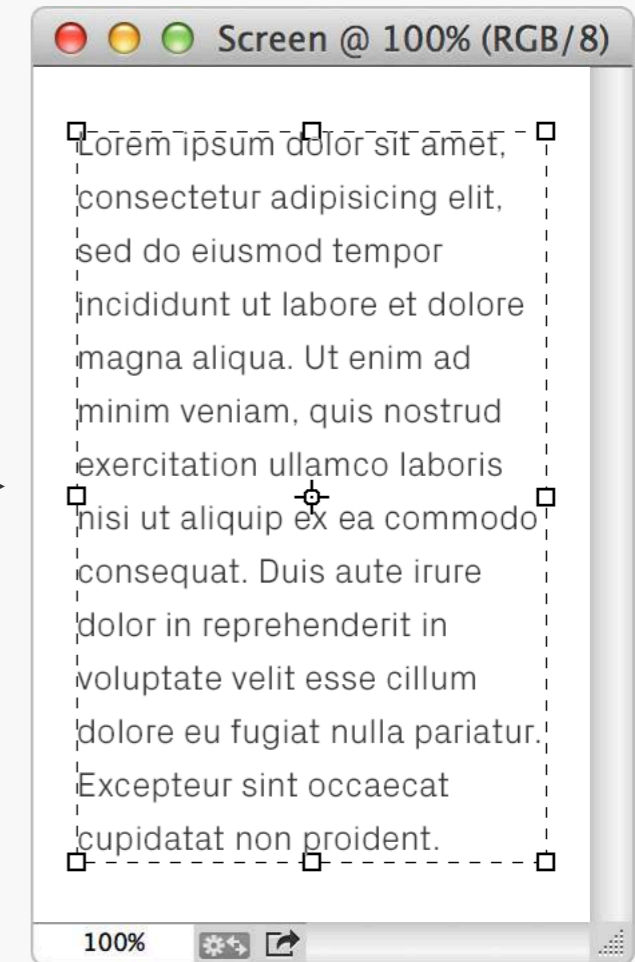 Screen @ 100% (RGB/8)
Lorem ipsum dolor sit amet,
consectetur adipisicing elit,
sed do eiusmod tempor
incididunt ut labore et dolore
magna aliqua. Ut enim ad
minim veniam, quis nostrud
exercitation ullamco laboris
nisi ut aliquip ex ea commodo
consequat. Duis aute irure
dolor in reprehenderit in
voluptate velit esse cillum
dolore eu fugiat nulla pariatur.
Excepteur sint occaecat
cupidatat non proident.
100%